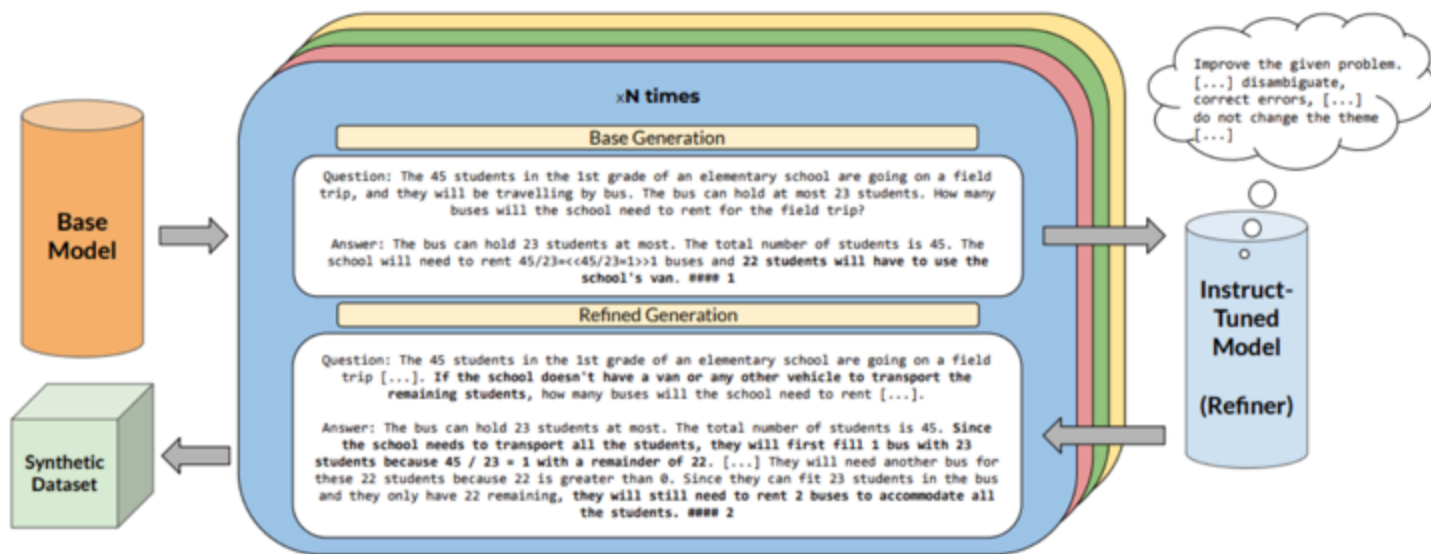 xN times
Base Generation
Question: The 45 students in the 1st grade of an elementary school are going on a field
trip, and they will be travelling by bus. The bus can hold at most 23 students. How many
buses will the school need to rent for the field trip?
Answer: The bus can hold 23 students at most. The total number of students is 45. The
school will need to rent 45/23=<<45/23=1>>1 buses and 22 students will have to use the
school's van. #### 1
Refined Generation
Question: The 45 students in the 1st grade of an elementary school are going on a field
trip [...]. If the school doesn't have a van or any other vehicle to transport the
remaining students, how many buses will the school need to rent [...].
Answer: The bus can hold 23 students at most. The total number of students is 45. Since
the school needs to transport all the students, they will first fill 1 bus with 23
students because 45 / 23 = 1 with a remainder of 22. [...] They will need another bus for
these 22 students because 22 is greater than 0. Since they can fit 23 students in the bus
and they only have 22 remaining, they will still need to rent 2 buses to accommodate all
the students. #### 2
Base
Model
Synthetic
Dataset
Improve the given problem.
[...] disambiguate,
correct errors, [...]
do not change the theme
[...]
Instruct-
Tuned
Model
(Refiner)